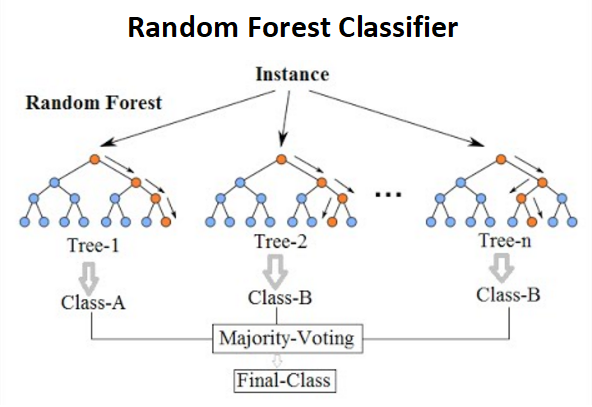 Random Forest Classifier
Instance
Random Forest
...
Tree-1
Tree-2
Tree-n
Class-A
Class-B
Class-B
Majority-Voting
Final-Class